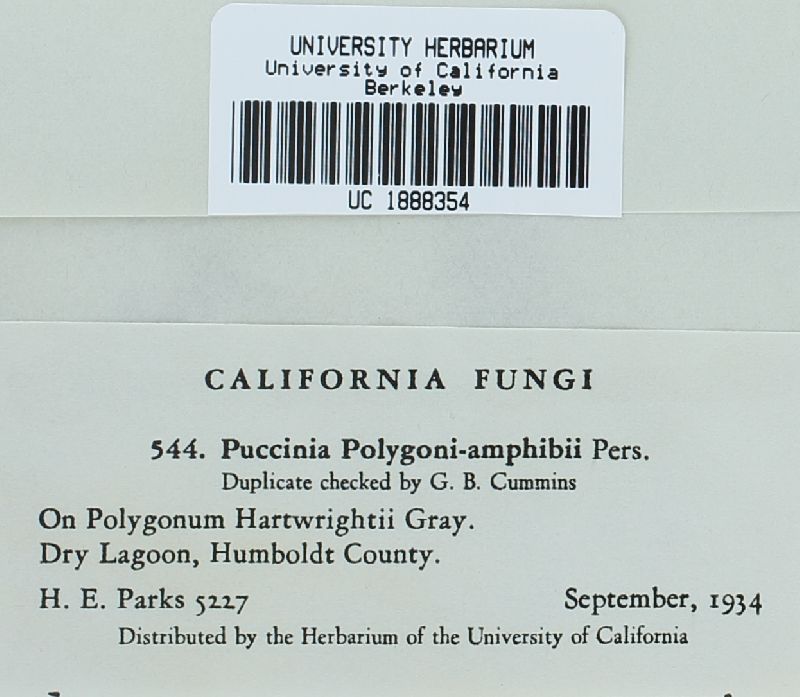 UNIVERSITY HERBARIUM
University of California
Berkeley
UC 1888354
CALIFORNIA FUNGI
544. Puccinia Polygoni-amphibii Pers.
Duplicate checked by G. B. Cummins
On Polygonum Hartwrightii Gray.
Dry Lagoon, Humboldt County.
H. E. Parks 5227 September, 1934
Distributed by the Herbarium of the University of California